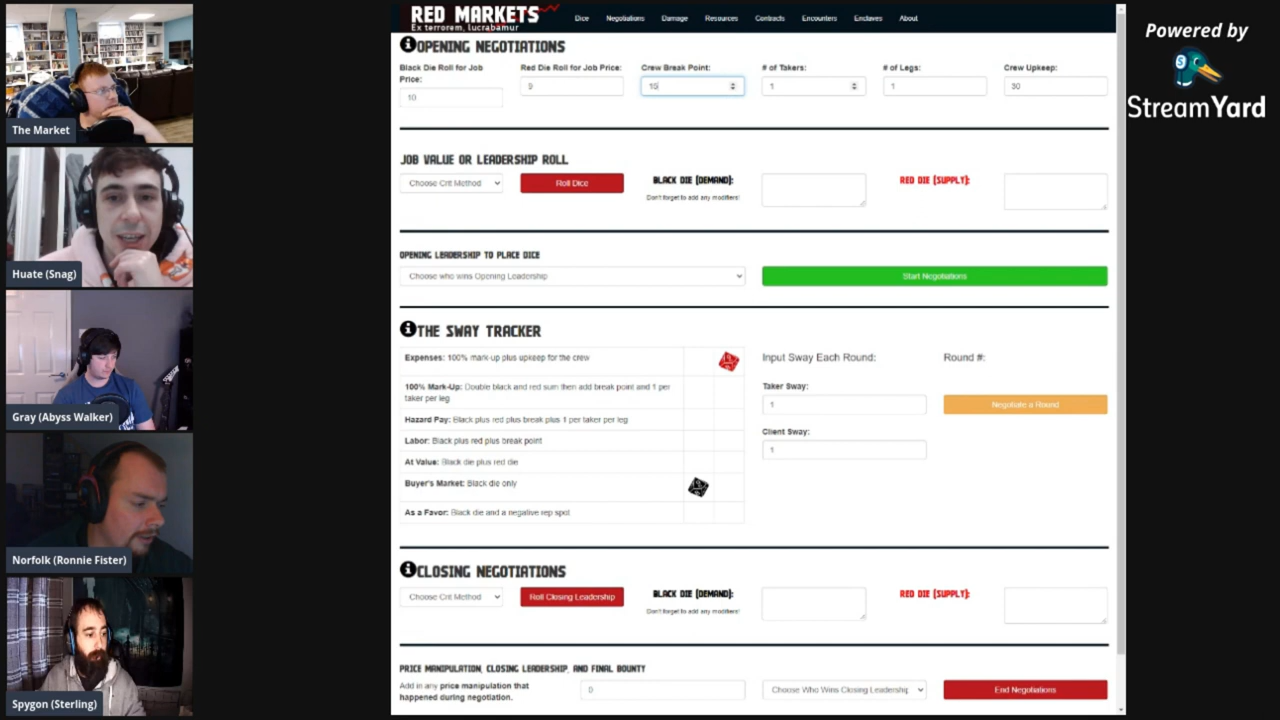 The Market
Huate (Snag)
Gray (Abyss Walker)
Norfolk (Ronnie Fister)
Spygon (Sterling)
RED MARKETS
Ex terrorem, lucrabamur
Dice Negotiations Damage Resources Contracts Encounters Enclaves About
OPENING NEGOTIATIONS
Black Die Roll for Job Price: Red Die Roll for Job Price: Crew Break Point: # of Takers: # of Legs: Crew Upkeep:
10 9 10 1 1 30
JOB VALUE OR LEADERSHIP ROLL
Choose Crit Method Roll Dice BLACK DIE (DEMAND): RED DIE (SUPPLY):
Don't forget to add any modifiers!
OPENING LEADERSHIP TO PLACE DICE
Choose who wins Opening Leadership Start Negotiations
THE SWAY TRACKER
Expenses: 100% mark-up plus upkeep for the crew
100% Mark-Up: Double black and red sum then add break point and 1 per
taker per leg
Hazard Pay: Black plus red plus break plus 1 per taker per leg
Labor: Black plus red plus break point
At Value: Black die plus red die
Buyer's Market: Black die only
As a Favor: Black die and a negative rep spot
Input Sway Each Round: Round #:
Taker Sway:
1 Negotiate a Round
Client Sway:
1
CLOSING NEGOTIATIONS
Choose Crit Method Roll Closing Leadership BLACK DIE (DEMAND): RED DIE (SUPPLY):
Don't forget to add any modifiers!
PRICE MANIPULATION, CLOSING LEADERSHIP, AND FINAL BOUNTY
Add in any price manipulation that
happened during negotiation.
0 Choose Who Wins Closing Leadership End Negotiations
Powered by
StreamYard